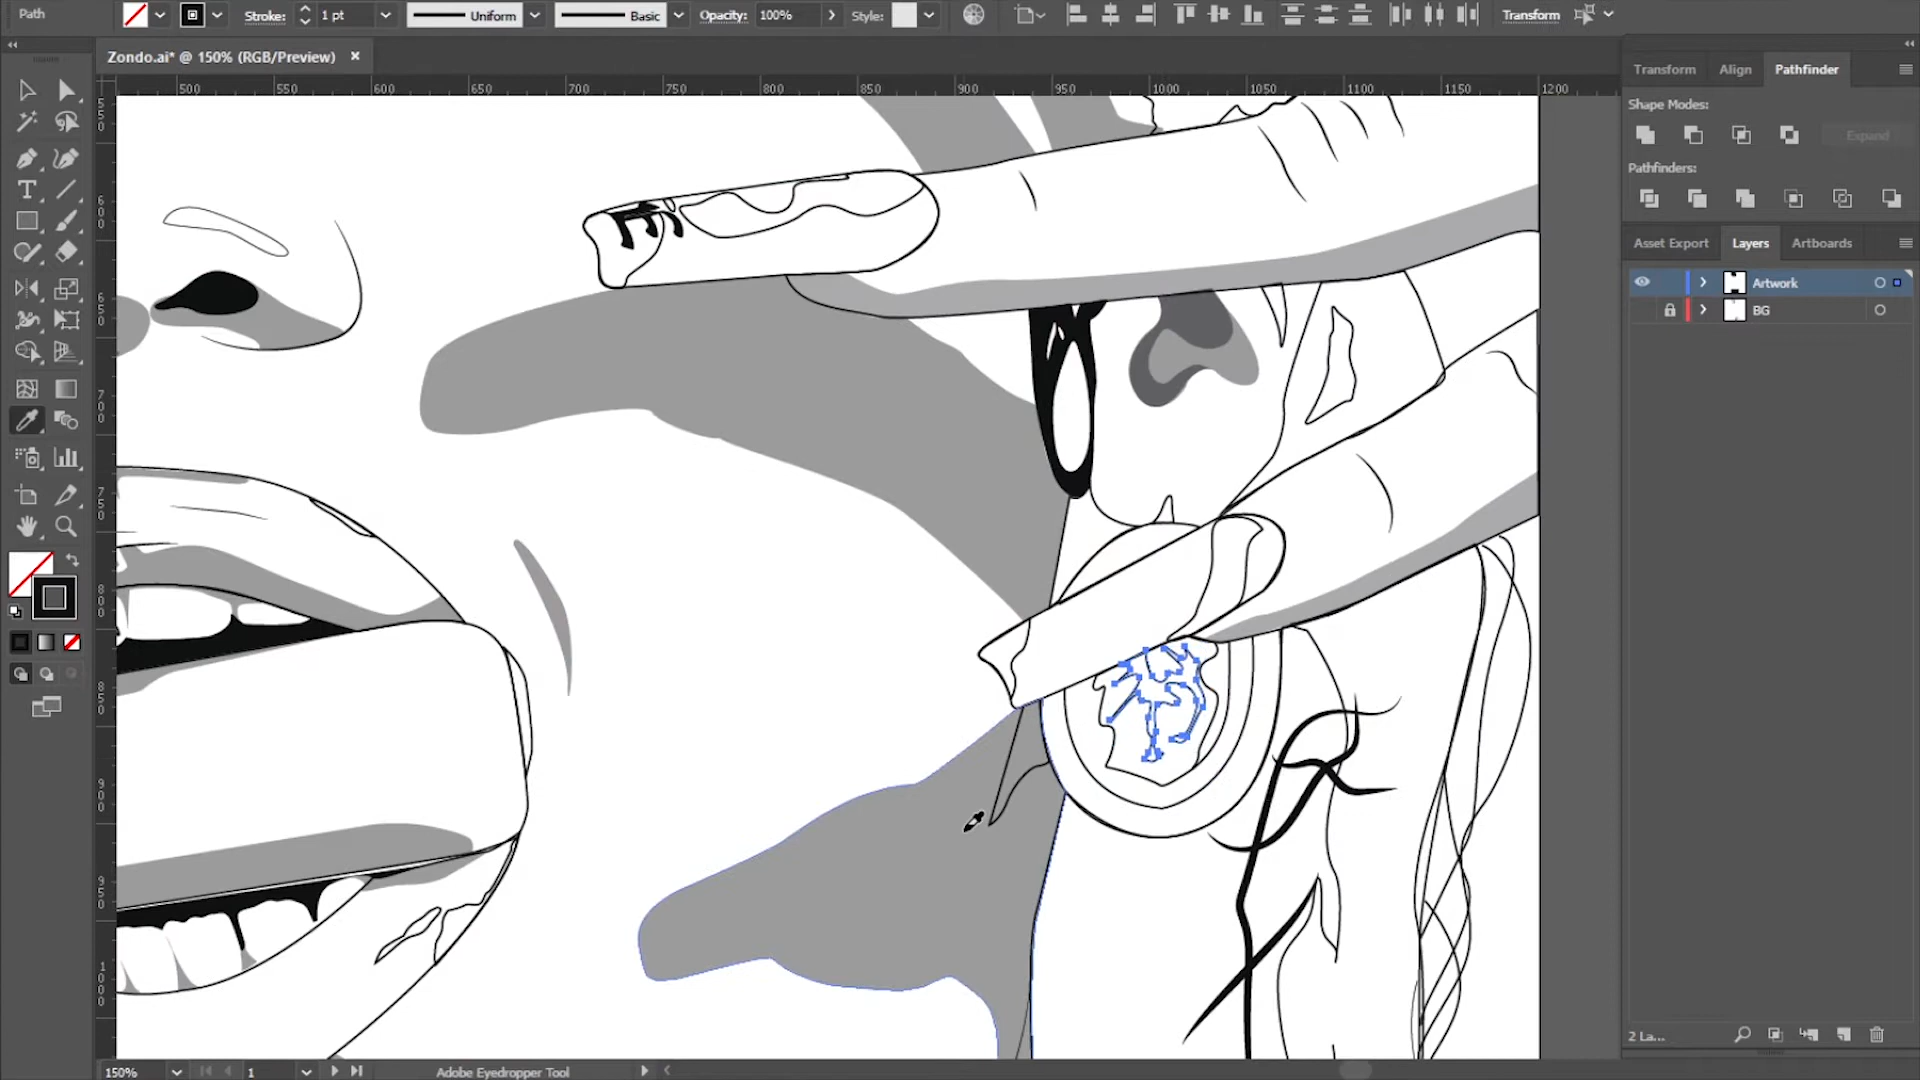 Path
Stroke: 1 pt Uniform Basic Opacity: 100% Style: Transform
Zondo.ai* @ 150% (RGB/Preview)
Transform Align Pathfinder
500 550 600 650 700 750 800 850 900 950 1000 1050 1100 1150 1200
Shape Modes:
Expand
Pathfinders:
Asset Export Layers Artboards
Artwork
BG
2 La...
150% 1 Adobe Eyedropper Tool